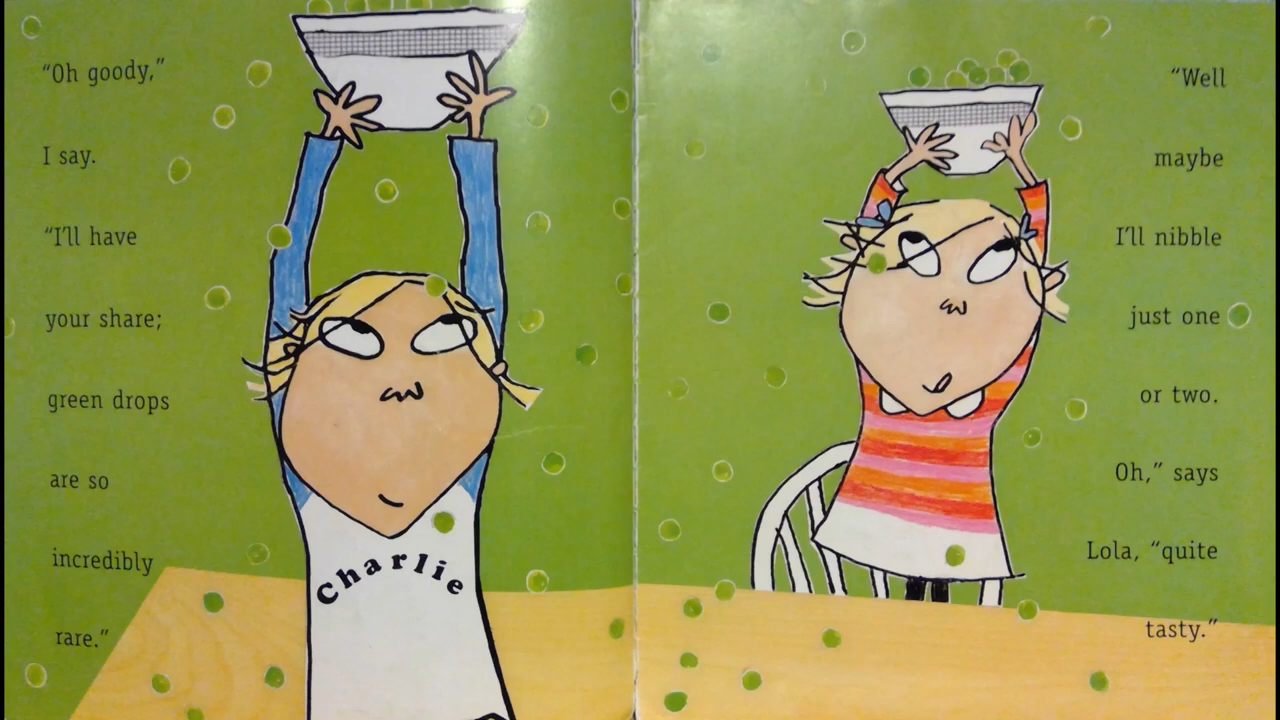 “Oh goody,”
I say.
“I’ll have
your share;
green drops
are so
incredibly
rare.”
Charlie
“Well
maybe
I’ll nibble
just one
or two.
Oh,” says
Lola, “quite
tasty.”